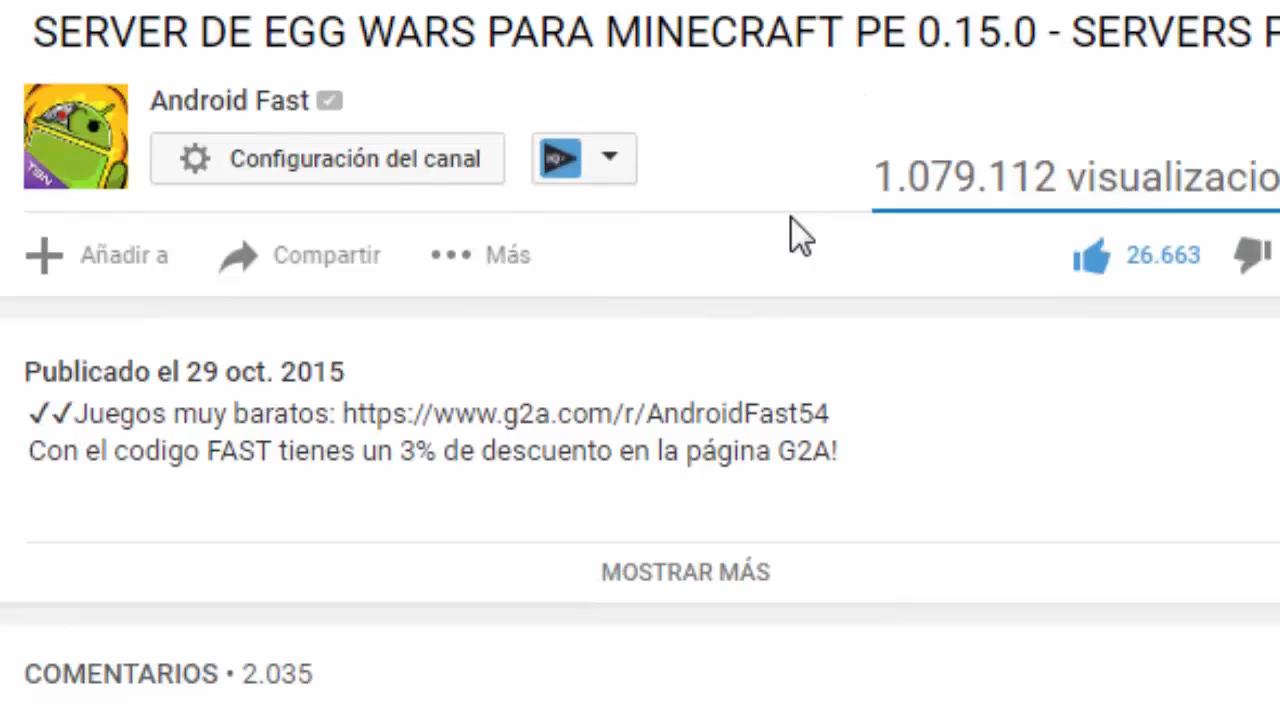 SERVER DE EGG WARS PARA MINECRAFT PE 0.15.0 - SERVERS
Android Fast
Configuración del canal
1.079.112 visualizacio
Añadir a
Compartir
Más
26.663
Publicado el 29 oct. 2015
✓✓Juegos muy baratos: https://www.g2a.com/r/AndroidFast54
Con el codigo FAST tienes un 3% de descuento en la página G2A!
MOSTRAR MÁS
COMENTARIOS • 2.035